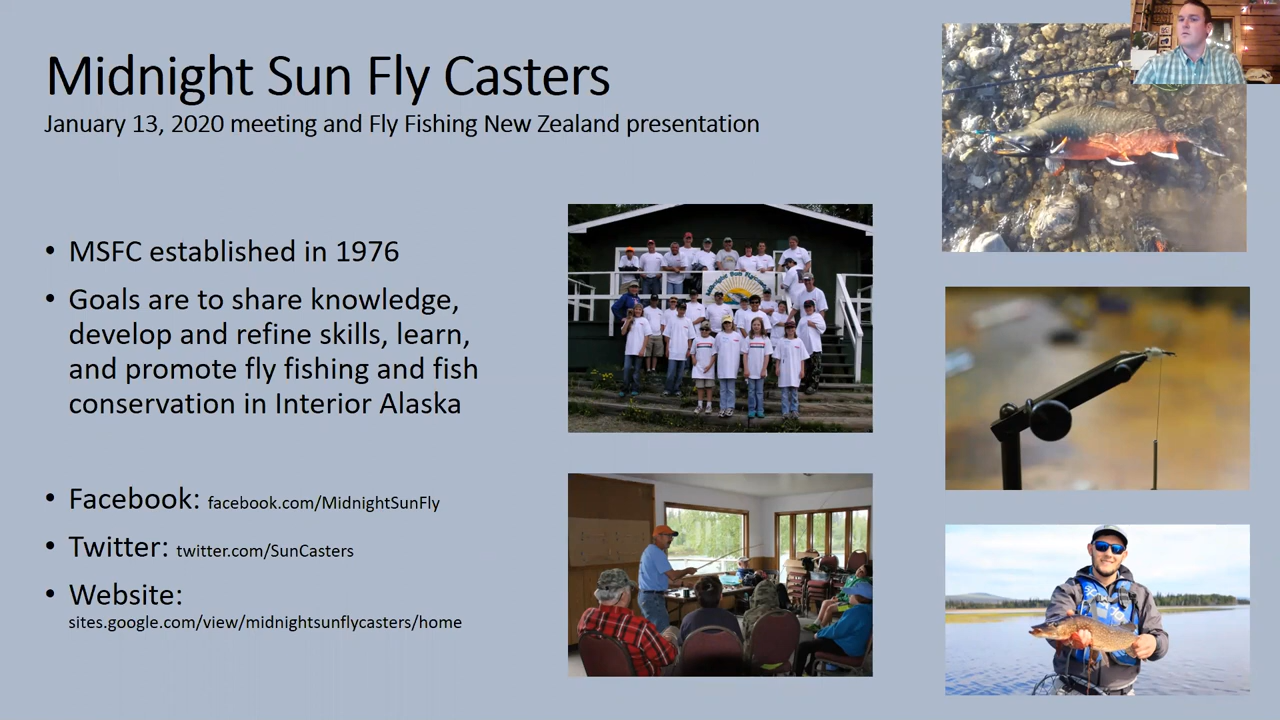 Midnight Sun Fly Casters
January 13, 2020 meeting and Fly Fishing New Zealand presentation
• MSFC established in 1976
• Goals are to share knowledge,
develop and refine skills, learn,
and promote fly fishing and fish
conservation in Interior Alaska
• Facebook: facebook.com/MidnightSunFly
• Twitter: twitter.com/SunCasters
• Website:
sites.google.com/view/midnightsunflycasters/home